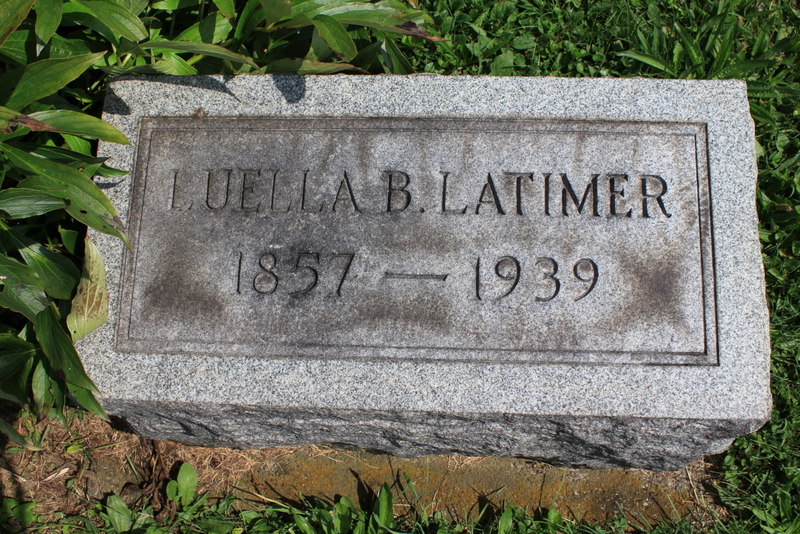 LUELLA B. LATIMER
1857 — 1939